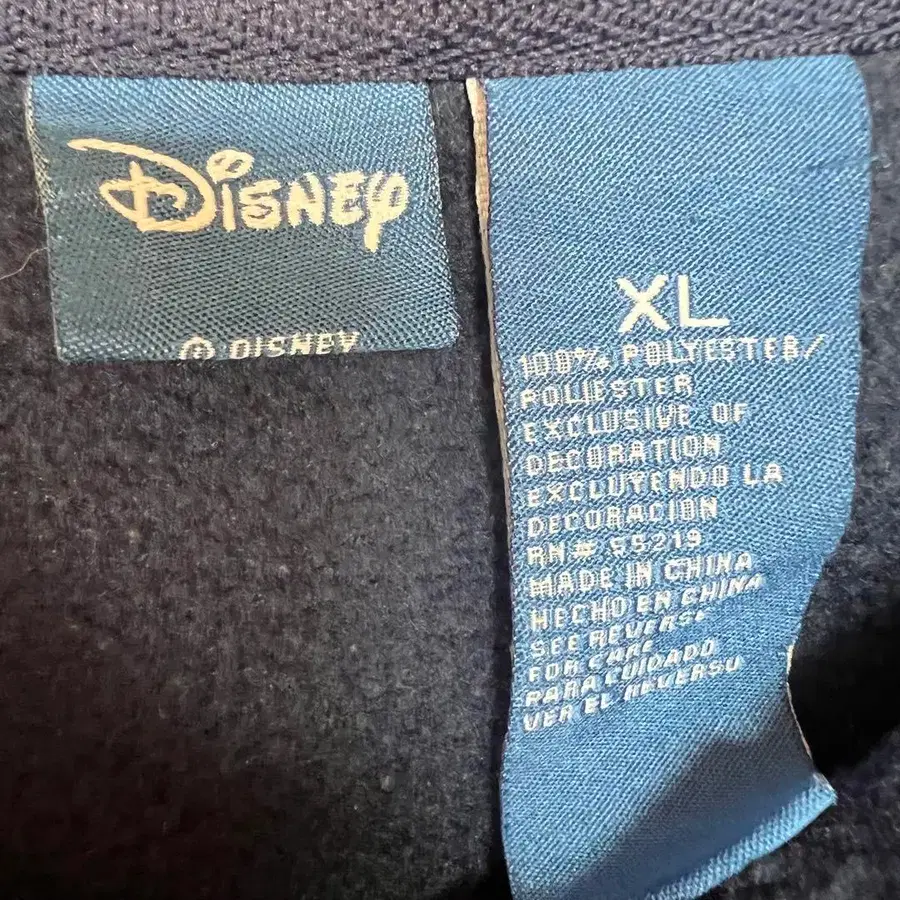 Disney
© DISNEY
XL
100% POLYESTER/
POLIESTER
EXCLUSIVE OF
DECORATION
EXCLUYENDO LA
DECORACION
RN# 55219
MADE IN CHINA
HECHO EN CHINA
SEE REVERSE
FOR CARE
PARA CUIDADO
VER EL REVERSO